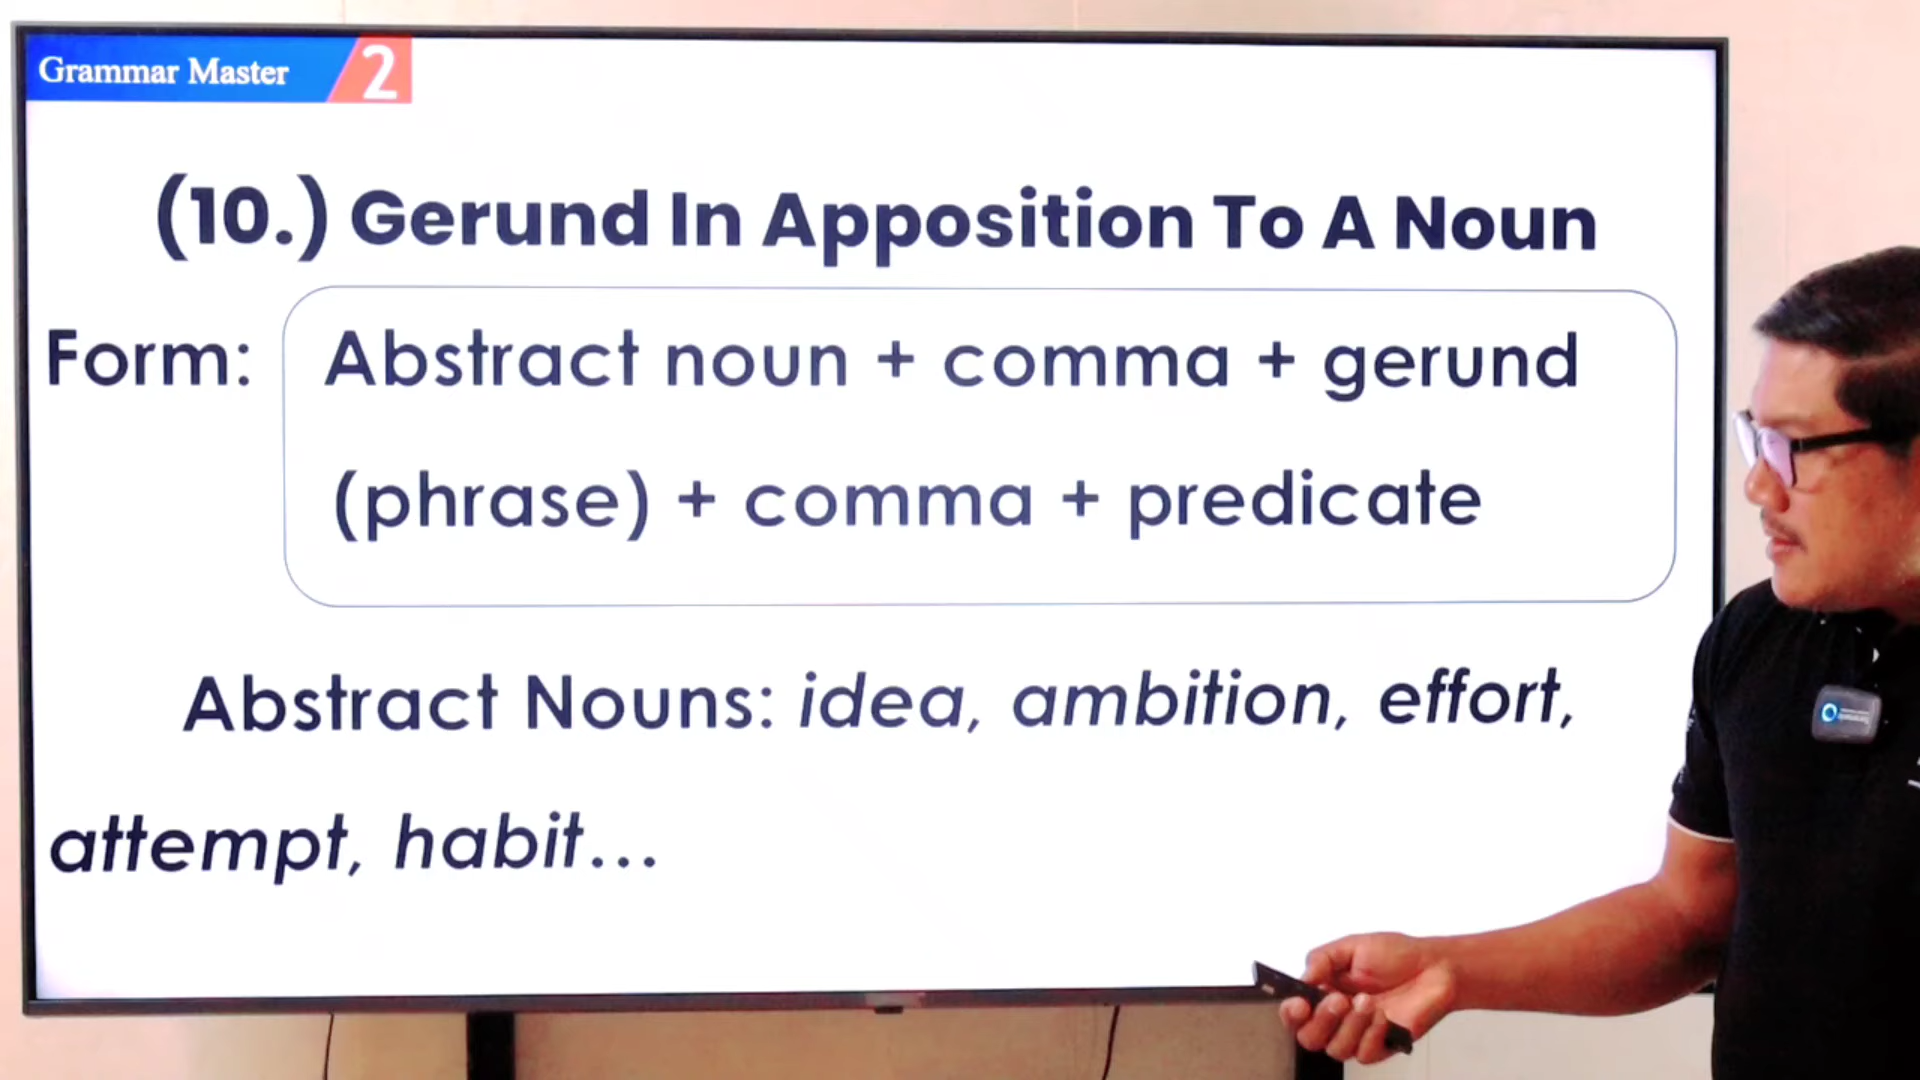 Grammar Master 2
(10.) Gerund In Apposition To A Noun
Form: Abstract noun + comma + gerund
(phrase) + comma + predicate
Abstract Nouns: idea, ambition, effort,
attempt, habit...